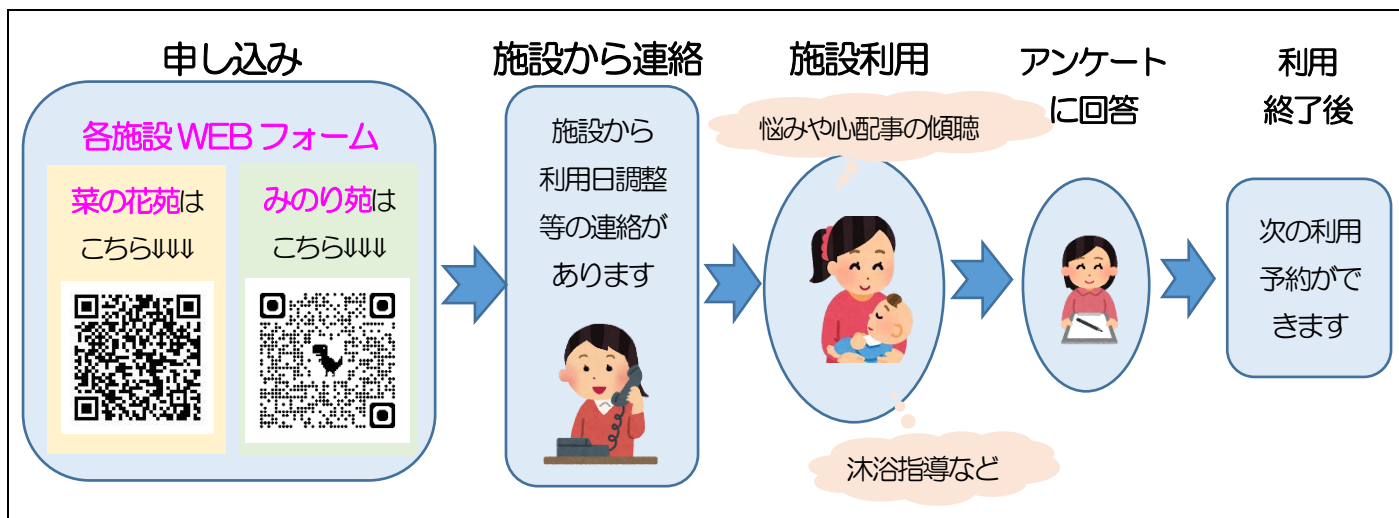 申し込み
各施設 WEB フォーム
菜の花苑は
こちら⇓⇓⇓
みのり苑は
こちら⇓⇓⇓
施設から連絡
施設から
利用日調整
等の連絡が
あります
施設利用
悩みや心配事の傾聴
沐浴指導など
アンケート
に回答
利用
終了後
次の利用
予約がで
きます